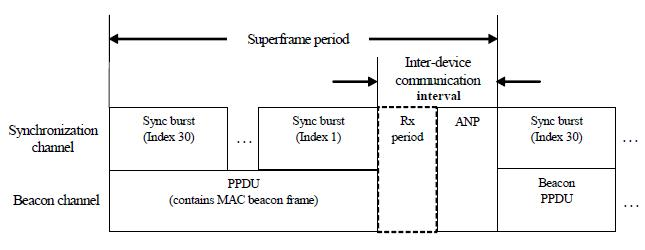 Superframe period
Inter-device
communication
interval
Synchronization
channel
Sync burst
(Index 30)
...
Sync burst
(Index 1)
Rx
period
ANP
Sync burst
(Index 30)
...
Beacon channel
PPDU
(contains MAC beacon frame)
Beacon
PPDU
...